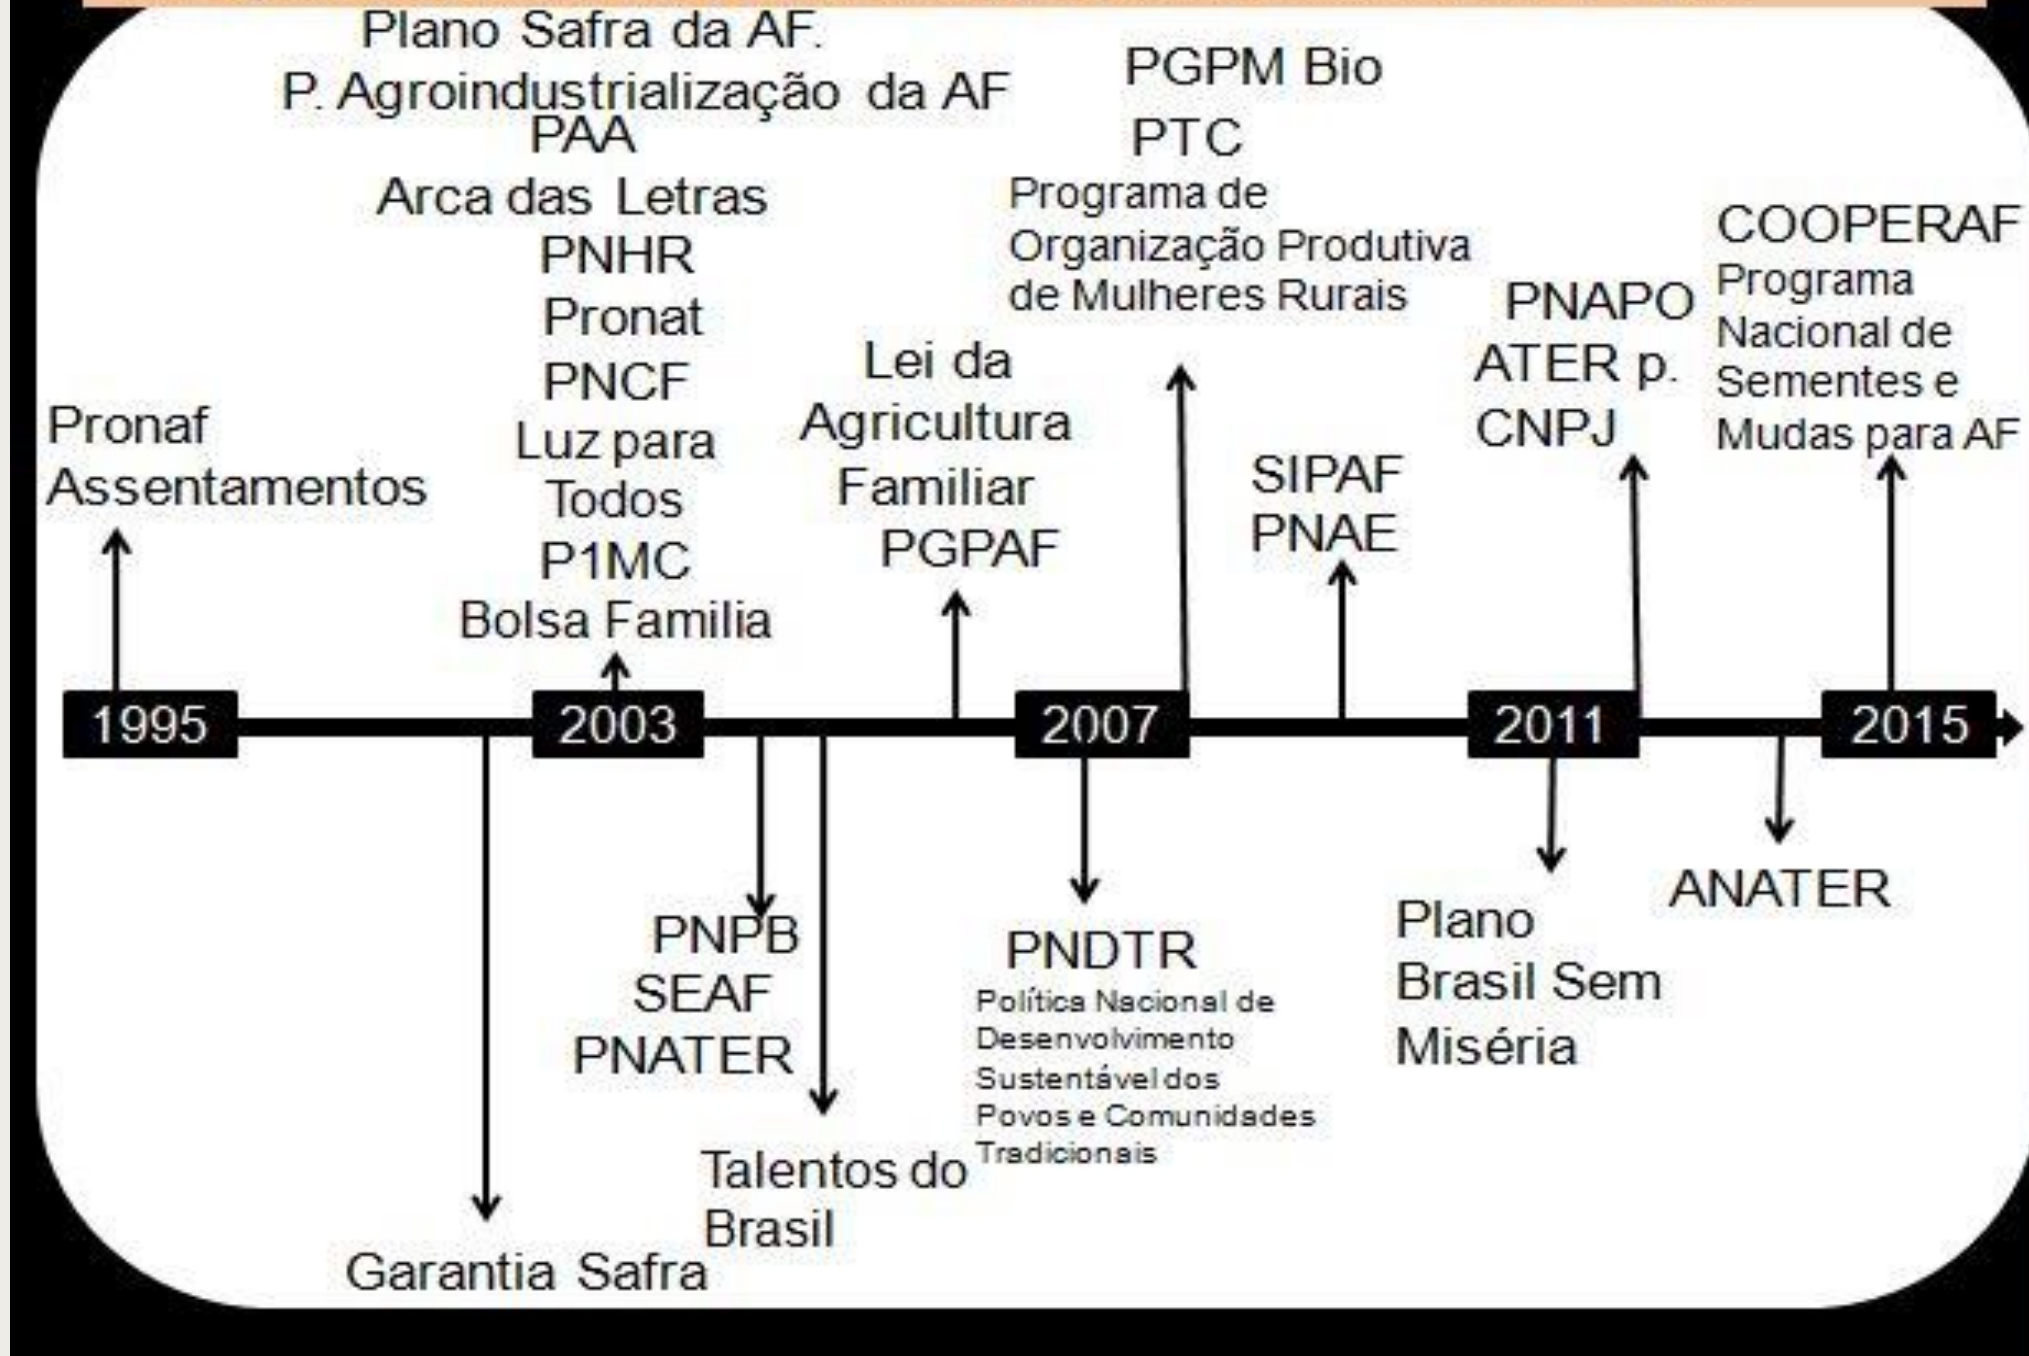 Plano Safra da AF.
P. Agroindustrialização da AF
PAA
Arca das Letras
PNHR
Pronat
PNCF
Luz para
Todos
P1MC
Bolsa Familia
PGPM Bio
PTC
Programa de
Organização Produtiva
de Mulheres Rurais
COOPERAF
Programa
Nacional de
Sementes e
Mudas para AF
PNAPO
ATER p.
CNPJ
Lei da
Agricultura
Familiar
PGPAF
SIPAF
PNAE
Pronaf
Assentamentos
1995
2003
2007
2011
2015
PNPB
SEAF
PNATER
Talentos do
Brasil
Garantia Safra
PNDTR
Política Nacional de
Desenvolvimento
Sustentável dos
Povos e Comunidades
Tradicionais
Plano
Brasil Sem
Miséria
ANATER